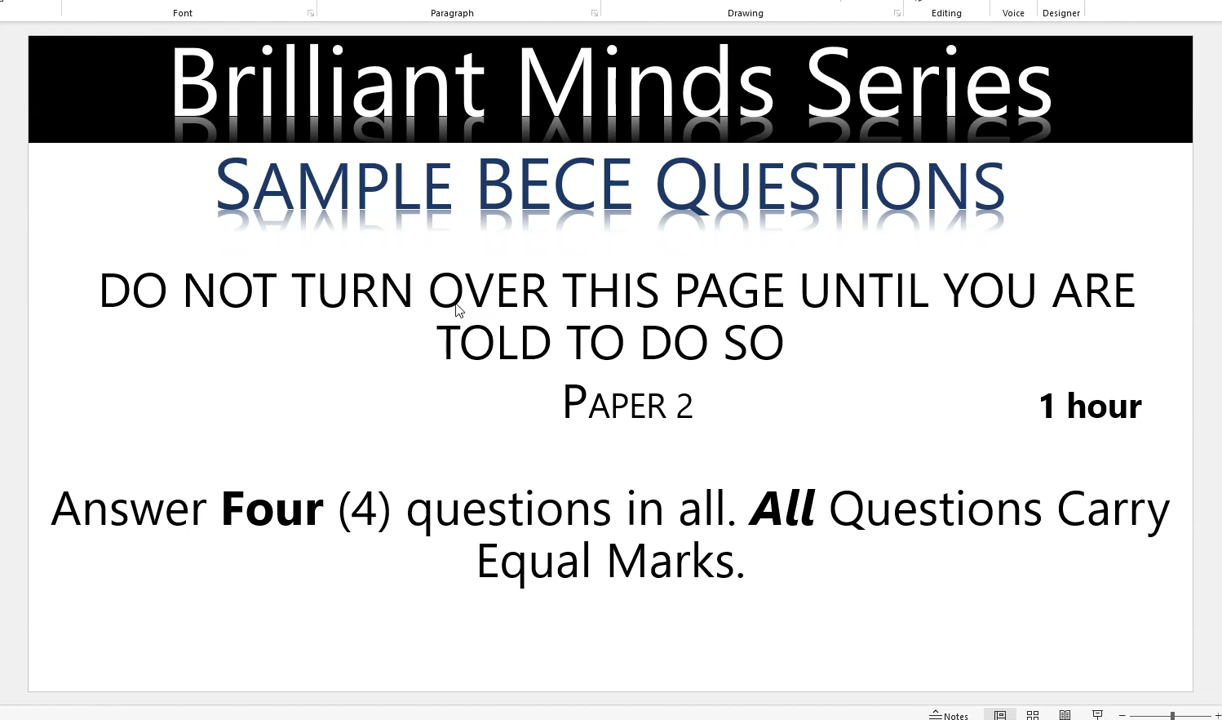 Font Paragraph Drawing Editing Voice Designer
Brilliant Minds Series
SAMPLE BECE QUESTIONS
DO NOT TURN OVER THIS PAGE UNTIL YOU ARE
TOLD TO DO SO
PAPER 2 1 hour
Answer Four (4) questions in all. All Questions Carry
Equal Marks.
Notes